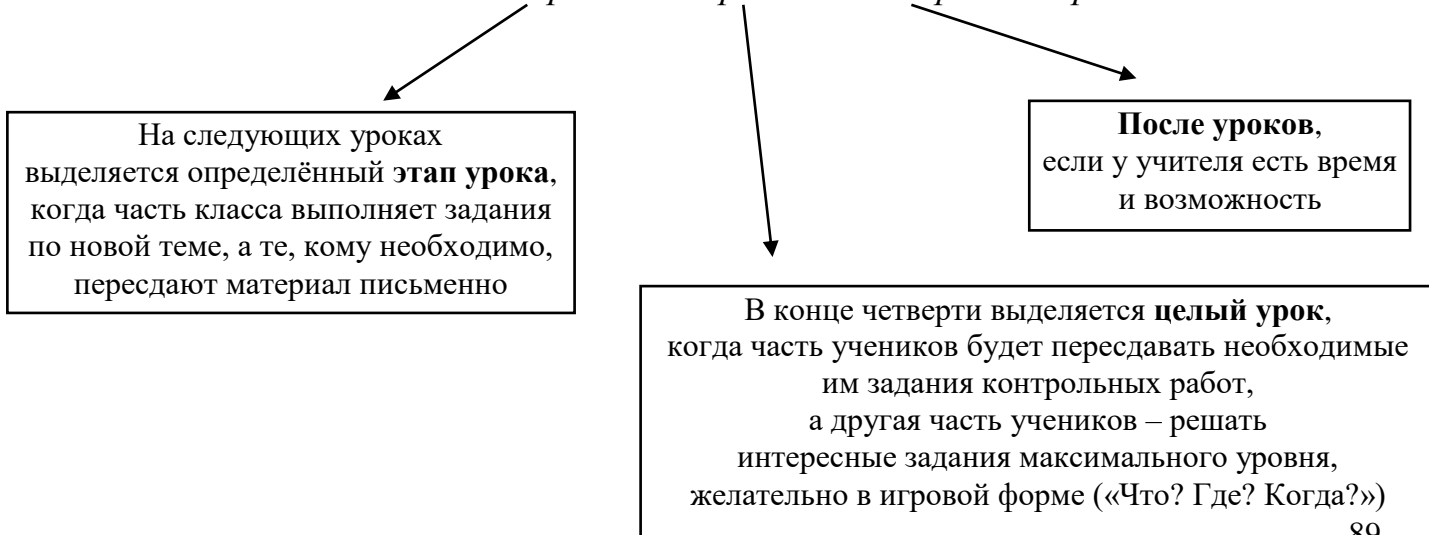 На следующих уроках
выделяется определённый этап урока,
когда часть класса выполняет задания
по новой теме, а те, кому необходимо,
пересдают материал письменно
После уроков,
если у учителя есть время
и возможность
В конце четверти выделяется целый урок,
когда часть учеников будет пересдавать необходимые
им задания контрольных работ,
а другая часть учеников – решать
интересные задания максимального уровня,
желательно в игровой форме («Что? Где? Когда?»)
89